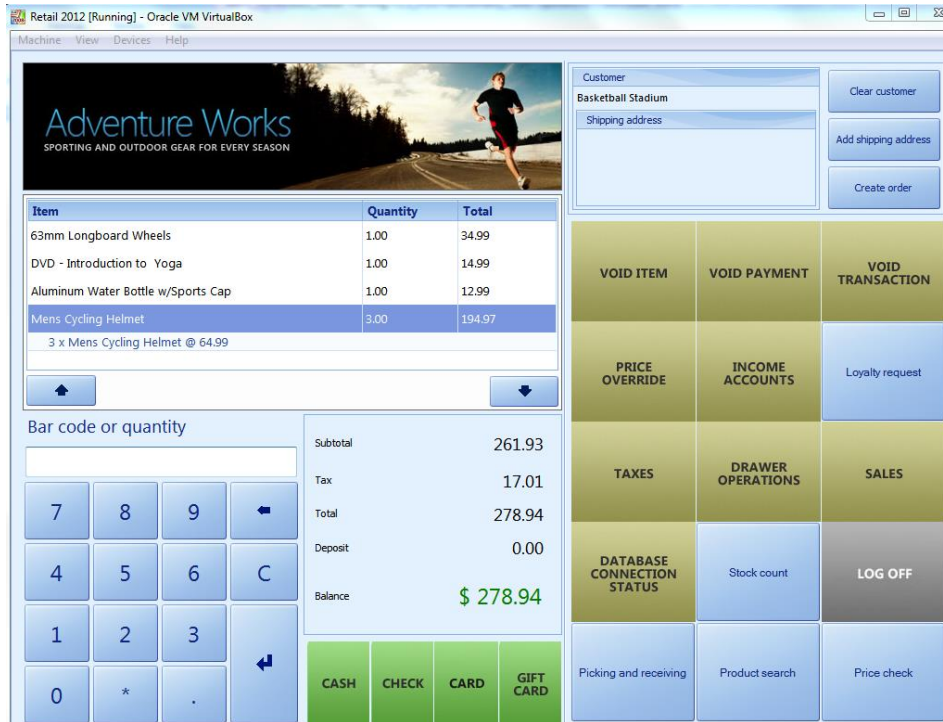 Retail 2012 [Running] - Oracle VM VirtualBox
Machine View Devices Help
Adventure Works
SPORTING AND OUTDOOR GEAR FOR EVERY SEASON
Customer
Basketball Stadium
Shipping address
Clear customer
Add shipping address
Create order
Item Quantity Total
63mm Longboard Wheels 1.00 34.99
DVD - Introduction to Yoga 1.00 14.99
Aluminum Water Bottle w/Sports Cap 1.00 12.99
Mens Cycling Helmet 3.00 194.97
3 x Mens Cycling Helmet @ 64.99
Bar code or quantity
7 8 9
4 5 6 C
1 2 3
0 * .
Subtotal 261.93
Tax 17.01
Total 278.94
Deposit 0.00
Balance $ 278.94
CASH
CHECK
CARD
GIFT
CARD
VOID ITEM
VOID PAYMENT
VOID
TRANSACTION
PRICE
OVERRIDE
INCOME
ACCOUNTS
Loyalty request
TAXES
DRAWER
OPERATIONS
SALES
DATABASE
CONNECTION
STATUS
Stock count
LOG OFF
Picking and receiving
Product search
Price check